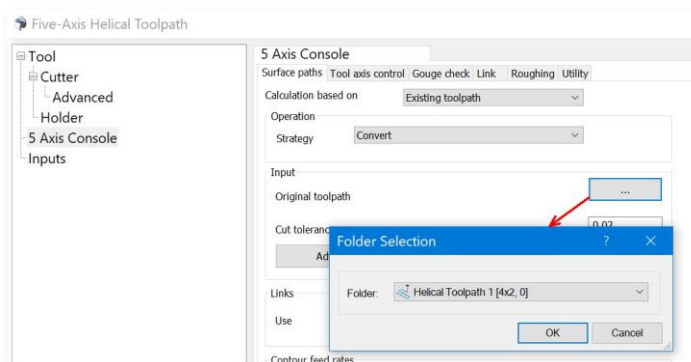 Five-Axis Helical Toolpath
Tool
Cutter
Advanced
Holder
5 Axis Console
Inputs
5 Axis Console
Surface paths Tool axis control Gouge check Link Roughing Utility
Calculation based on Existing toolpath
Operation
Strategy Convert
Input
Original toolpath ...
Cut toleranc 0.02
Ad
Folder Selection ? ×
Folder: Helical Toolpath 1 [4x2, 0]
OK Cancel
Links
Use
Contour feed rates